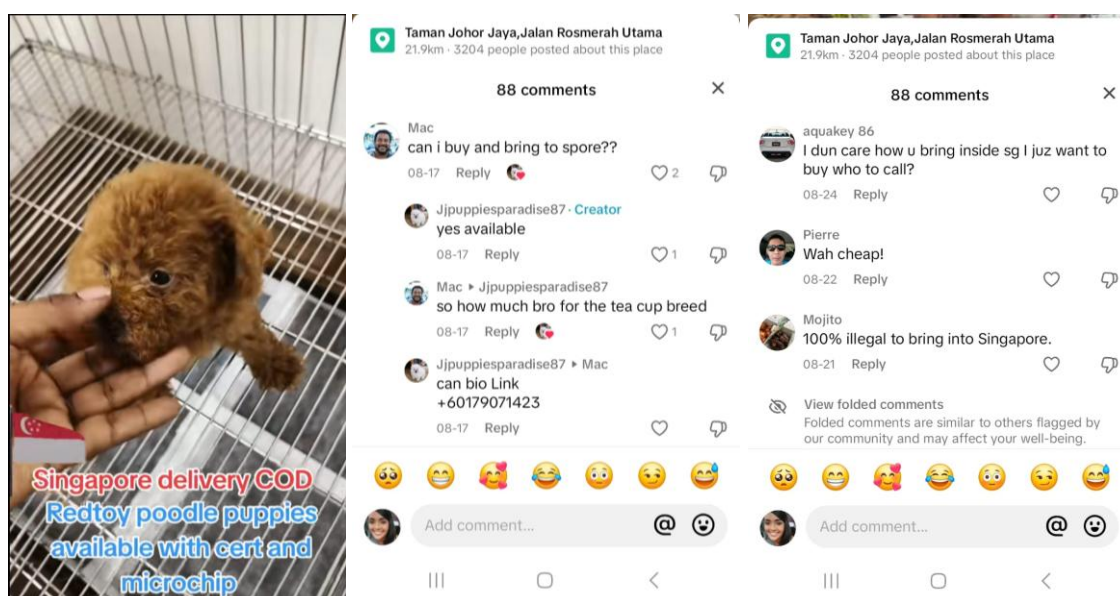 Singapore delivery COD
Redtoy poodle puppies
available with cert and
microchip
Taman Johor Jaya,Jalan Rosmerah Utama
21.9km · 3204 people posted about this place
88 comments
Mac
can i buy and bring to spore??
08-17 Reply 2
Jjpuppiesparadise87 · Creator
yes available
08-17 Reply 1
Mac ▸ Jjpuppiesparadise87
so how much bro for the tea cup breed
08-17 Reply 1
Jjpuppiesparadise87 ▸ Mac
can bio Link
+60179071423
08-17 Reply
Add comment... @
Taman Johor Jaya,Jalan Rosmerah Utama
21.9km · 3204 people posted about this place
88 comments
aquakey 86
I dun care how u bring inside sg I juz want to
buy who to call?
08-24 Reply
Pierre
Wah cheap!
08-22 Reply
Mojito
100% illegal to bring into Singapore.
08-21 Reply
View folded comments
Folded comments are similar to others flagged by
our community and may affect your well-being.
Add comment... @